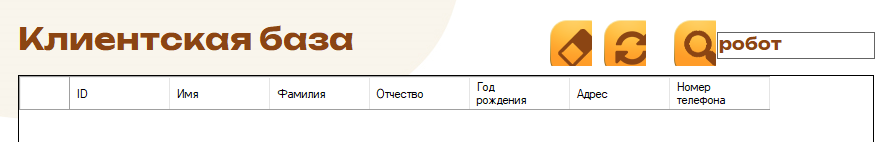 Клиентская база
робот
ID Имя Фамилия Отчество Год рождения Адрес Номер телефона